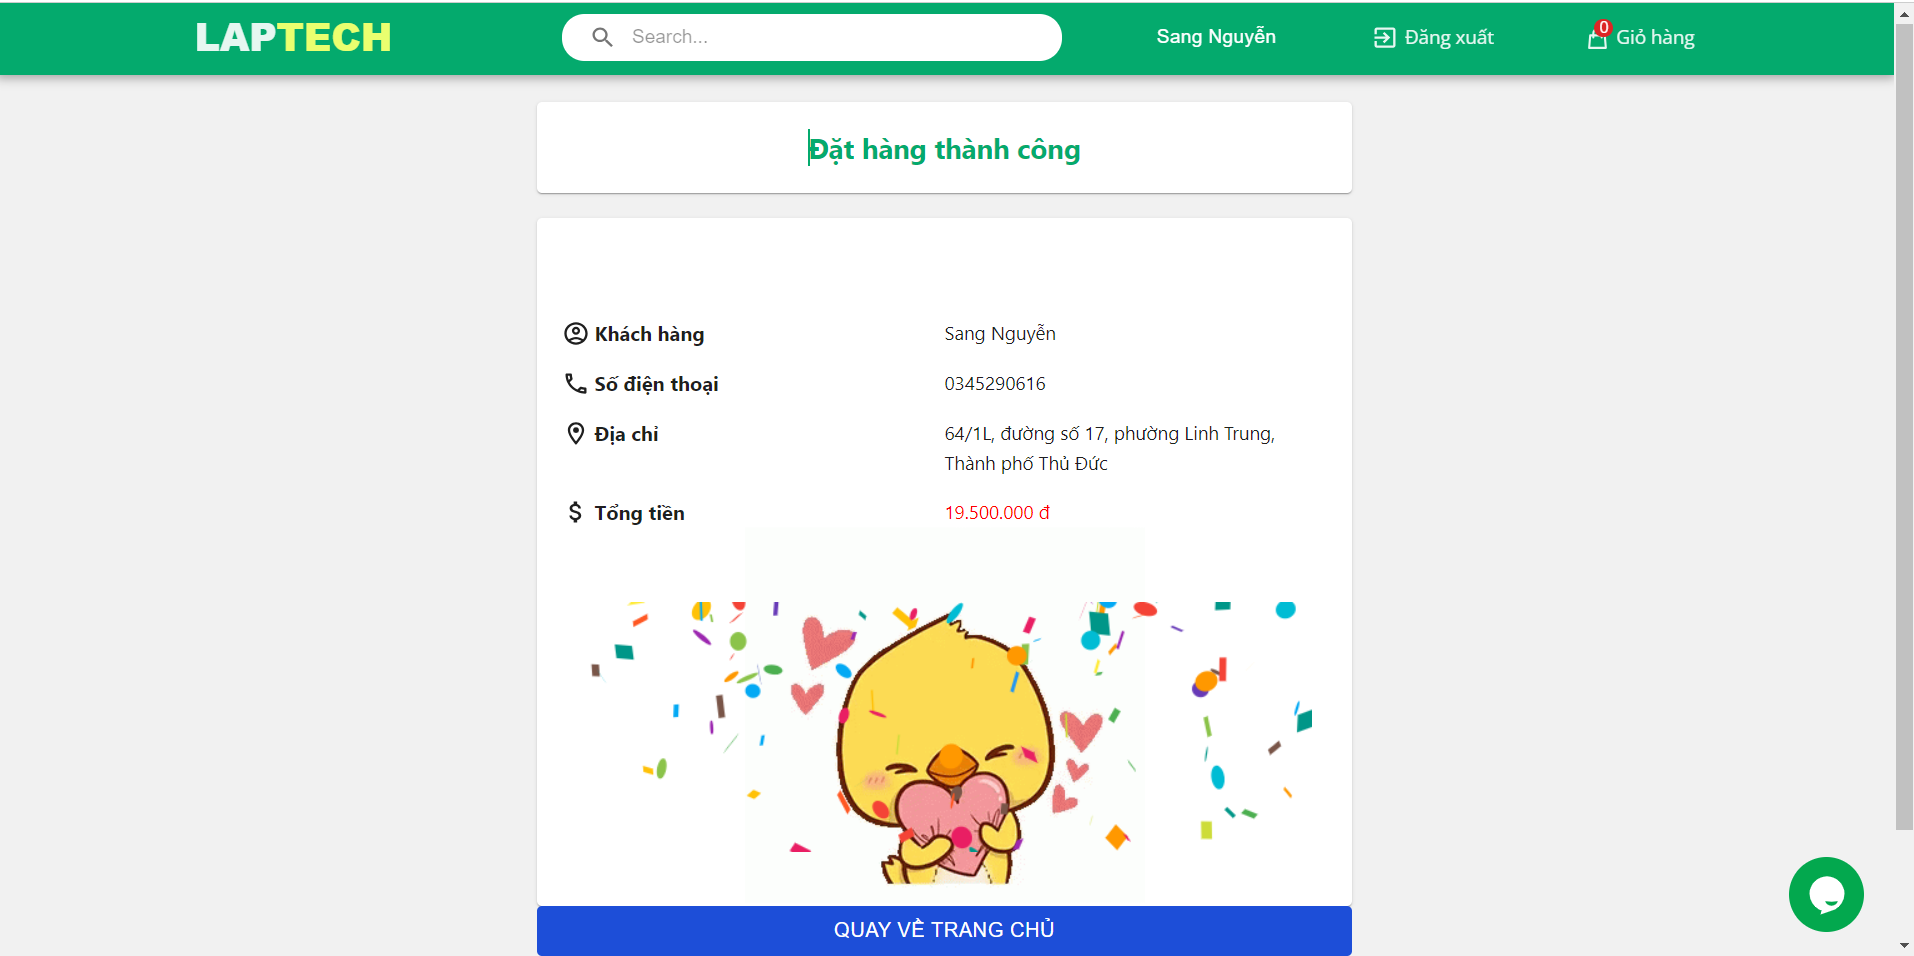 LAPTECH
Search...
Sang Nguyễn
Đăng xuất
0
Giỏ hàng
Đặt hàng thành công
Khách hàng
Sang Nguyễn
Số điện thoại
0345290616
Địa chỉ
64/1L, đường số 17, phường Linh Trung,
Thành phố Thủ Đức
Tổng tiền
19.500.000 đ
QUAY VỀ TRANG CHỦ